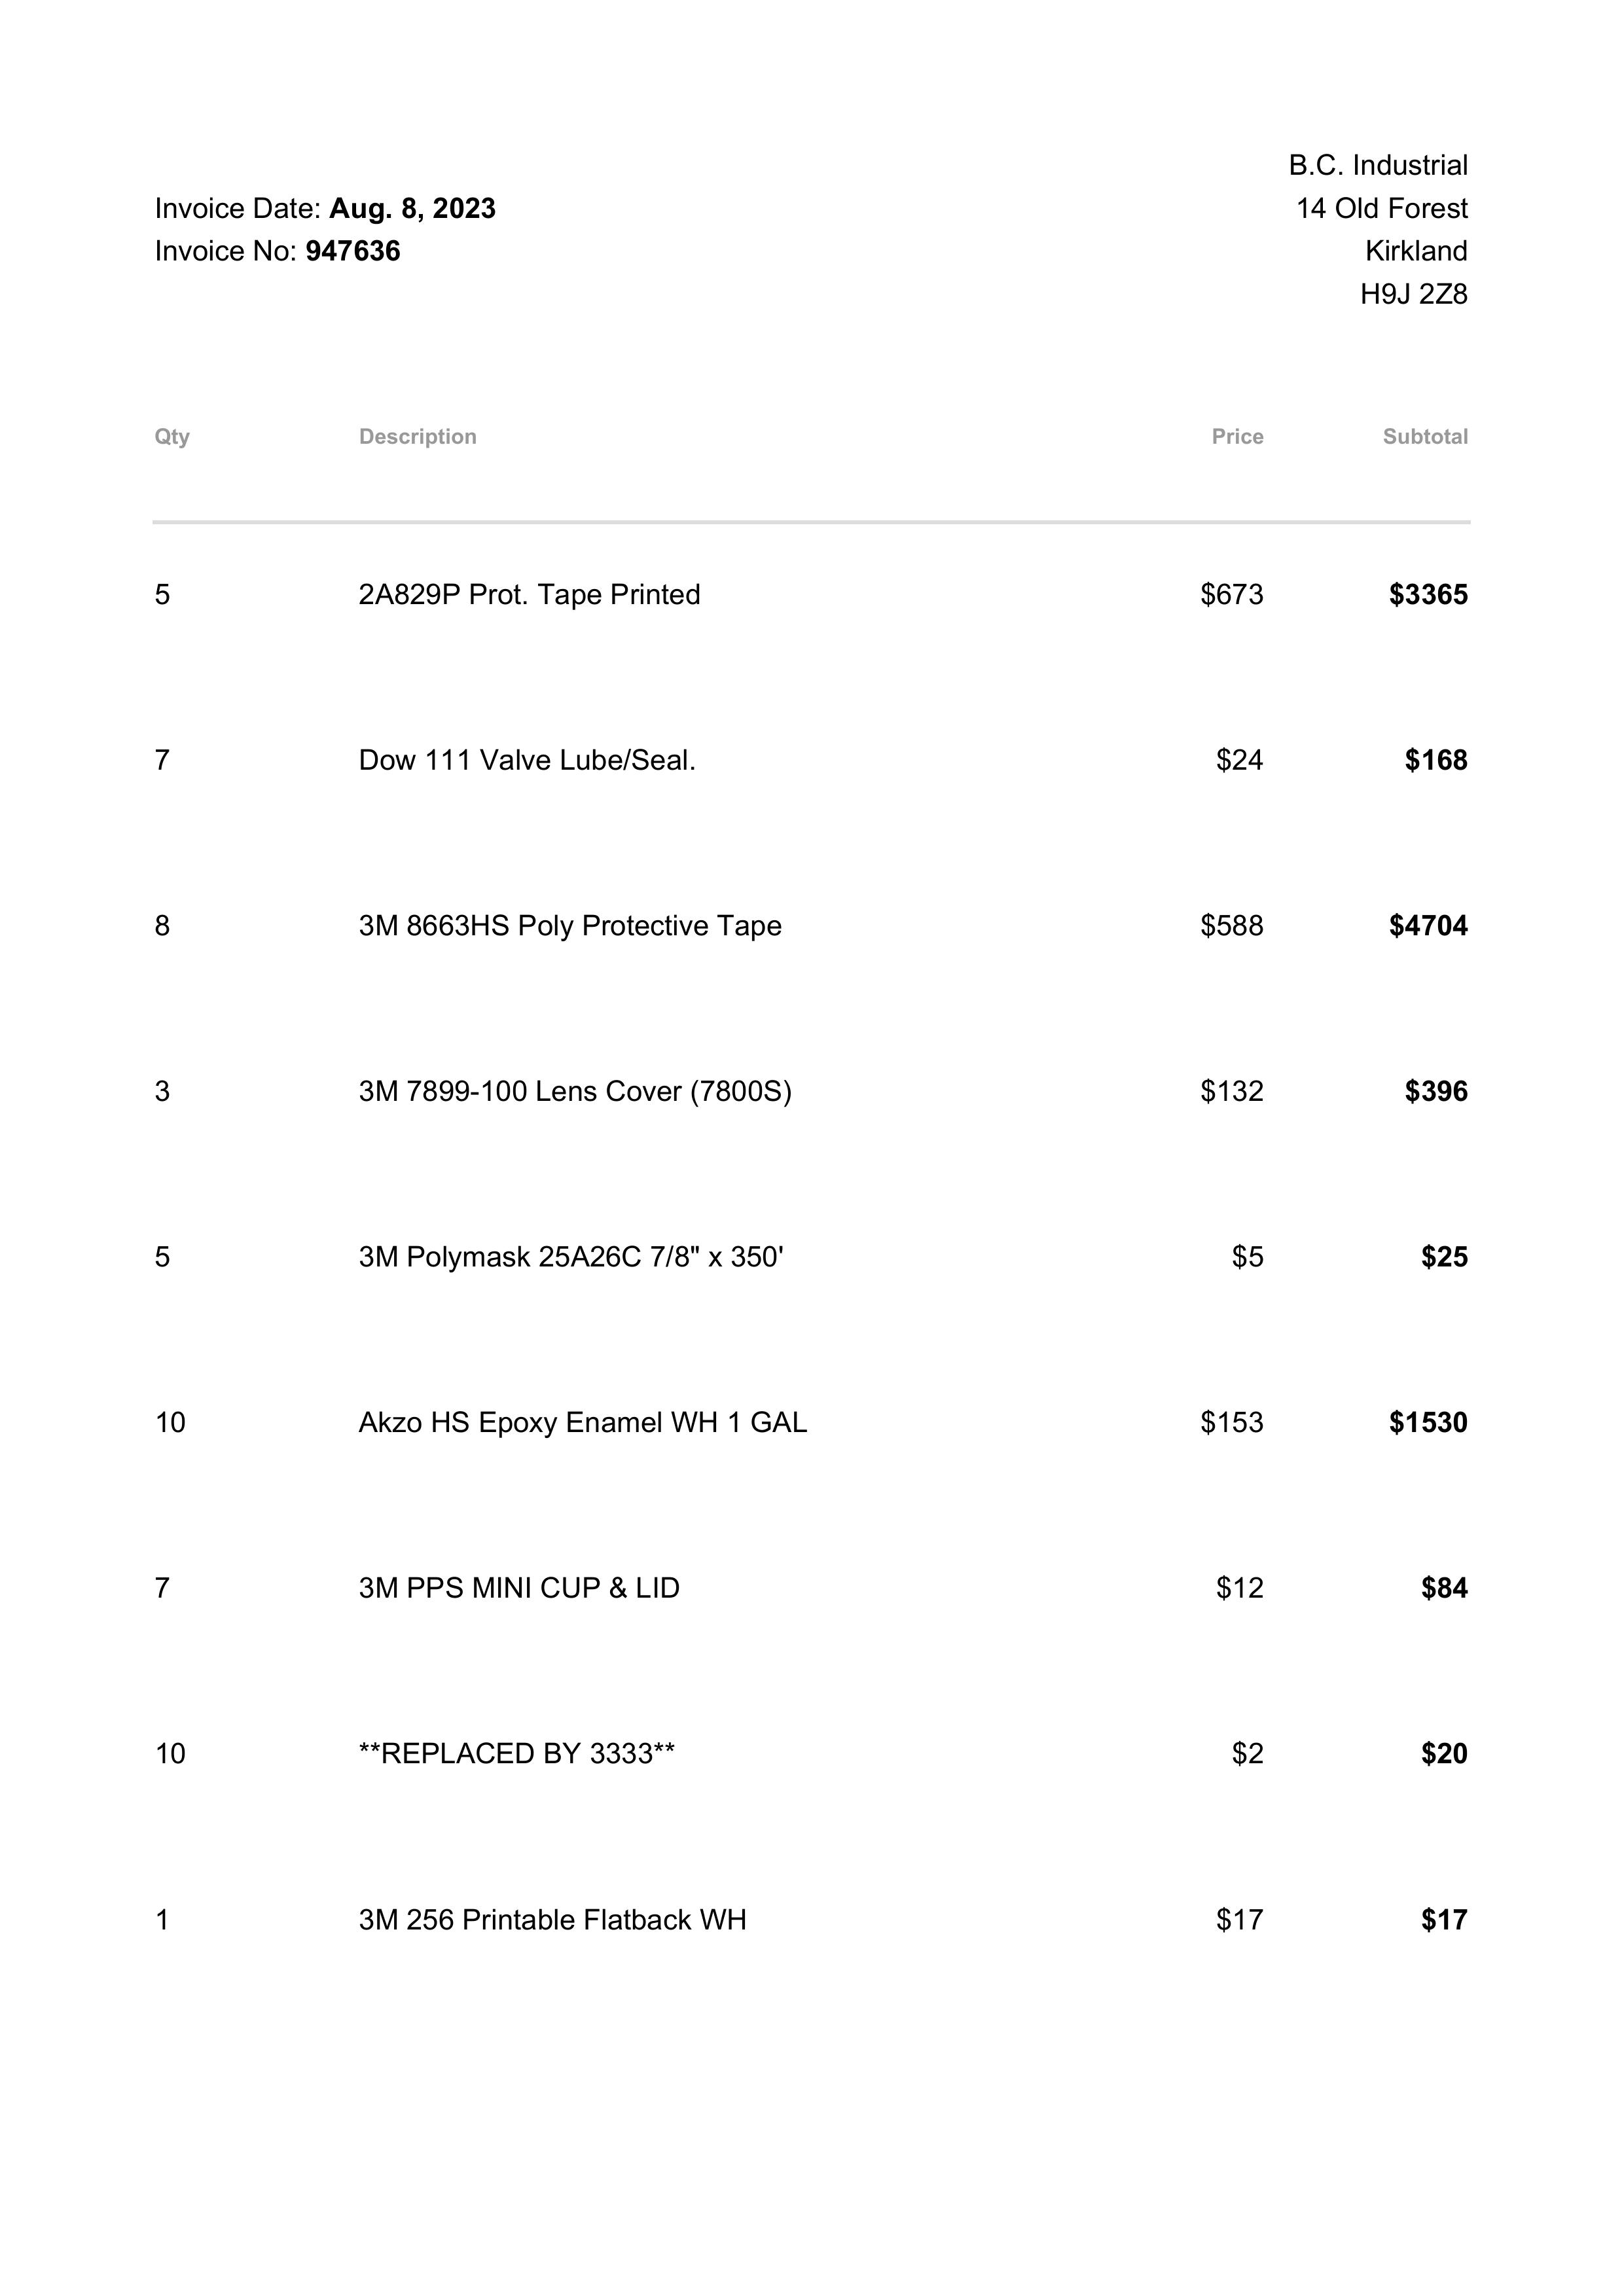 B.C. Industrial
Invoice Date: Aug. 8, 2023 14 Old Forest
Invoice No: 947636 Kirkland
H9J 2Z8
Qty Description Price Subtotal
5 2A829P Prot. Tape Printed $673 $3365
7 Dow 111 Valve Lube/Seal. $24 $168
8 3M 8663HS Poly Protective Tape $588 $4704
3 3M 7899-100 Lens Cover (7800S) $132 $396
5 3M Polymask 25A26C 7/8" x 350' $5 $25
10 Akzo HS Epoxy Enamel WH 1 GAL $153 $1530
7 3M PPS MINI CUP & LID $12 $84
10 **REPLACED BY 3333** $2 $20
1 3M 256 Printable Flatback WH $17 $17